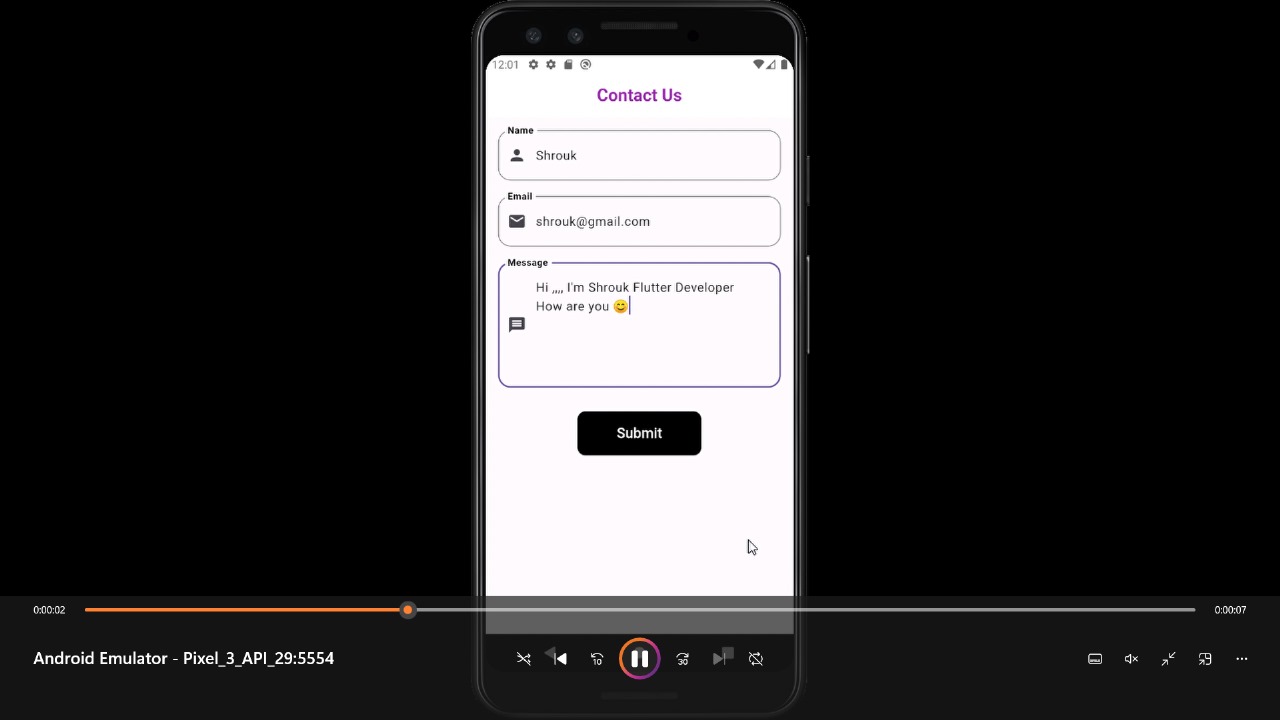 12:01
Contact Us
Name
Shrouk
Email
shrouk@gmail.com
Message
Hi ,,,, I'm Shrouk Flutter Developer
How are you 😊
Submit
0:00:02
0:00:07
Android Emulator - Pixel_3_API_29:5554
10
30